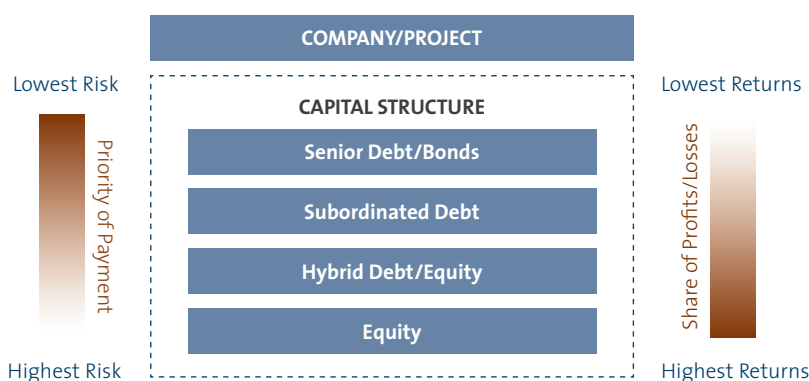 COMPANY/PROJECT
Lowest Risk
Lowest Returns
CAPITAL STRUCTURE
Senior Debt/Bonds
Subordinated Debt
Hybrid Debt/Equity
Equity
Priority of Payment
Share of Profits/Losses
Highest Risk
Highest Returns